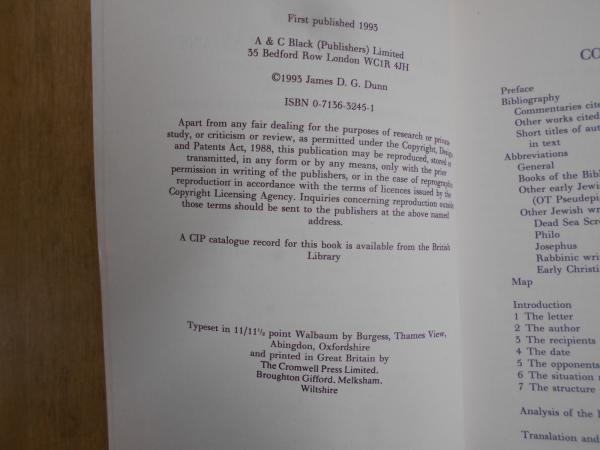 First published 1993
A & C Black (Publishers) Limited
35 Bedford Row London WC1R 4JH
©1993 James D. G. Dunn
ISBN 0-7136-3245-1
Apart from any fair dealing for the purposes of research or private
study, or criticism or review, as permitted under the Copyright, Design
and Patents Act, 1988, this publication may be reproduced, stored or
transmitted, in any form or by any means, only with the prior
permission in writing of the publishers, or in the case of reprographic
reproduction in accordance with the terms of licences issued by the
Copyright Licensing Agency. Inquiries concerning reproduction outside
those terms should be sent to the publishers at the above named
address.
A CIP catalogue record for this book is available from the British
Library
Typeset in 11/11½ point Walbaum by Burgess, Thames View,
Abingdon, Oxfordshire
and printed in Great Britain by
The Cromwell Press Limited.
Broughton Gifford. Melksham.
Wiltshire
CO
Preface
Bibliography
Commentaries cite
Other works cited
Short titles of aut
in text
Abbreviations
General
Books of the Bibl
Other early Jewis
(OT Pseudepi
Other Jewish wr
Dead Sea Scro
Philo
Josephus
Rabbinic wri
Early Christi
Map
Introduction
1 The letter
2 The author
3 The recipients
4 The date
5 The opponents
6 The situation
7 The structure
Analysis of the
Translation and